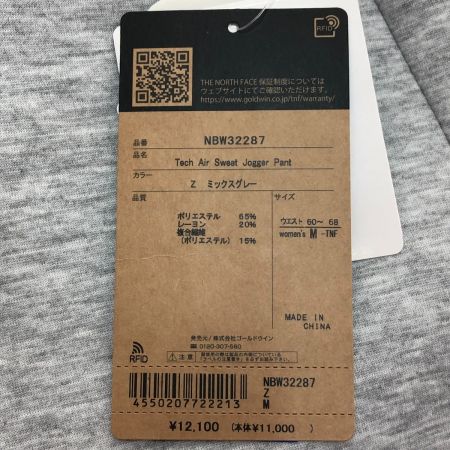 RFID
THE NORTH FACE 保証制度については
ウェブサイトにてご確認いただけます。
https://www.goldwin.co.jp/tnf/warranty/
品番 NBW32287
品名 Tech Air Sweat Jogger Pant
カラー Z ミックスグレー
品質 サイズ
ポリエステル 65%
レーヨン 20%
複合繊維
(ポリエステル) 15%
ウエスト 60～ 68
women's M -TNF
MADE IN
CHINA
発売元/株式会社ゴールドウイン
☎0120-307-560
RFID
⚠注意
4550207722213
NBW32287
Z
M
¥12,100 (本体¥11,000 )